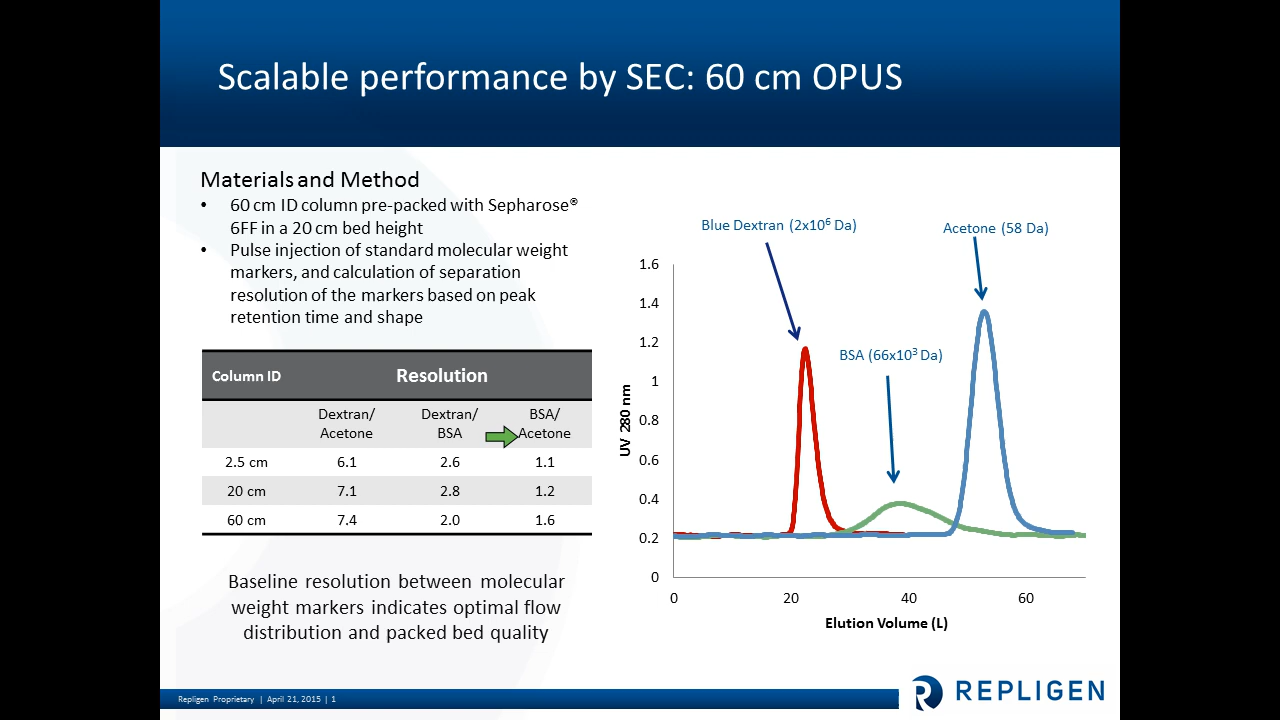 Scalable performance by SEC: 60 cm OPUS
Materials and Method
• 60 cm ID column pre-packed with Sepharose®
6FF in a 20 cm bed height
• Pulse injection of standard molecular weight
markers, and calculation of separation
resolution of the markers based on peak
retention time and shape
Column ID Resolution
Dextran/ Dextran/ BSA/
Acetone BSA Acetone
2.5 cm 6.1 2.6 1.1
20 cm 7.1 2.8 1.2
60 cm 7.4 2.0 1.6
Baseline resolution between molecular
weight markers indicates optimal flow
distribution and packed bed quality
Blue Dextran (2x10⁶ Da)
Acetone (58 Da)
BSA (66x10³ Da)
UV 280 nm
1.6
1.4
1.2
1
0.8
0.6
0.4
0.2
0
0 20 40 60
Elution Volume (L)
Repligen Proprietary | April 21, 2015 | 1
REPLIGEN